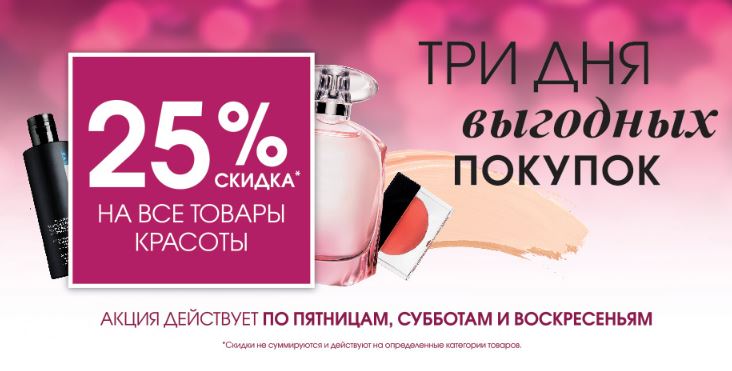 25%
СКИДКА*
НА ВСЕ ТОВАРЫ
КРАСОТЫ
ТРИ ДНЯ
выгодных
ПОКУПОК
АКЦИЯ ДЕЙСТВУЕТ ПО ПЯТНИЦАМ, СУББОТАМ И ВОСКРЕСЕНЬЯМ
*Скидки не суммируются и действуют на определенные категории товаров.